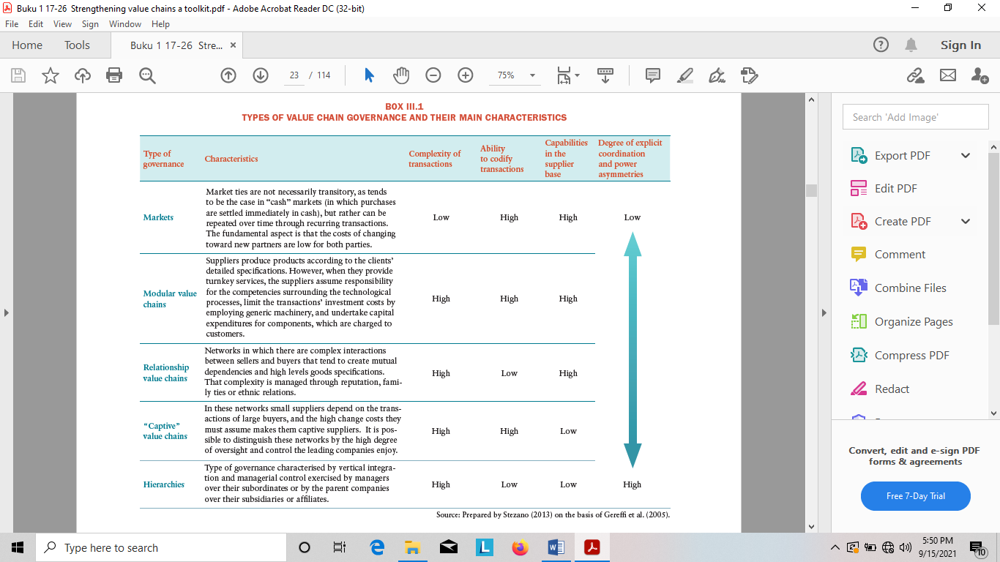 Buku 1 17-26  Strengthening value chains a toolkit.pdf - Adobe Acrobat Reader DC (32-bit)
File Edit View Sign Window Help
Home Tools Buku 1 17-26 Stre... × ? Sign In
23 / 114 75%
BOX III.1
TYPES OF VALUE CHAIN GOVERNANCE AND THEIR MAIN CHARACTERISTICS
Type of
governance
Characteristics
Complexity of
transactions
Ability
to codify
transactions
Capabilities
in the
supplier
base
Degree of explicit
coordination
and power
asymmetries
Markets
Market ties are not necessarily transitory, as tends
to be the case in “cash” markets (in which purchases
are settled immediately in cash), but rather can be
repeated over time through recurring transactions.
The fundamental aspect is that the costs of changing
toward new partners are low for both parties.
Low High High Low
Modular value
chains
Suppliers produce products according to the clients’
detailed specifications. However, when they provide
turnkey services, the suppliers assume responsibility
for the competencies surrounding the technological
processes, limit the transactions’ investment costs by
employing generic machinery, and undertake capital
expenditures for components, which are charged to
customers.
High High High
Relationship
value chains
Networks in which there are complex interactions
between sellers and buyers that tend to create mutual
dependencies and high levels goods specifications.
That complexity is managed through reputation, fami-
ly ties or ethnic relations.
High Low High
“Captive”
value chains
In these networks small suppliers depend on the trans-
actions of large buyers, and the high change costs they
must assume makes them captive suppliers.  It is pos-
sible to distinguish these networks by the high degree
of oversight and control the leading companies enjoy.
High High Low
Hierarchies
Type of governance characterised by vertical integra-
tion and managerial control exercised by managers
over their subordinates or by the parent companies
over their subsidiaries or affiliates.
High Low Low High
Source: Prepared by Stezano (2013) on the basis of Gereffi et al. (2005).
Search 'Add Image'
Export PDF
Edit PDF
Create PDF
Comment
Combine Files
Organize Pages
Compress PDF
Redact
Convert, edit and e-sign PDF
forms & agreements
Free 7-Day Trial
Type here to search
5:50 PM
9/15/2021
10